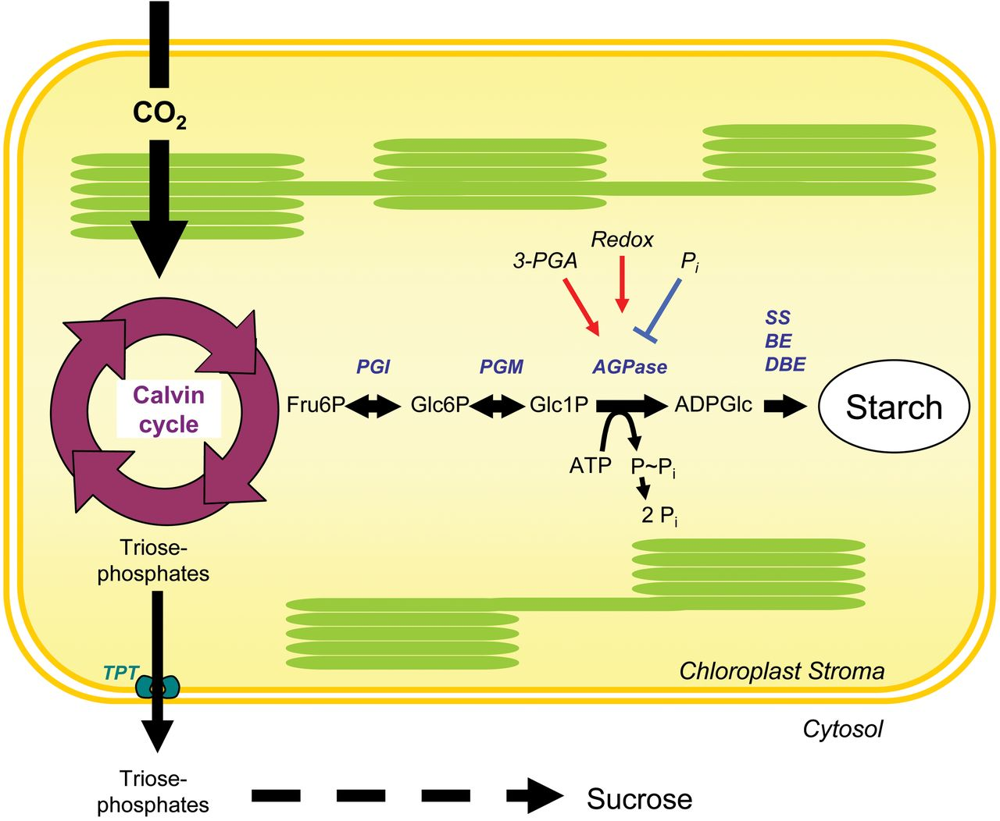 CO₂
Redox
3-PGA
Pᵢ
SS
BE
DBE
PGI
PGM
AGPase
Calvin
cycle
Fru6P
Glc6P
Glc1P
ADPGlc
Starch
ATP
P~Pᵢ
2 Pᵢ
Triose-
phosphates
TPT
Chloroplast Stroma
Cytosol
Triose-
phosphates
Sucrose